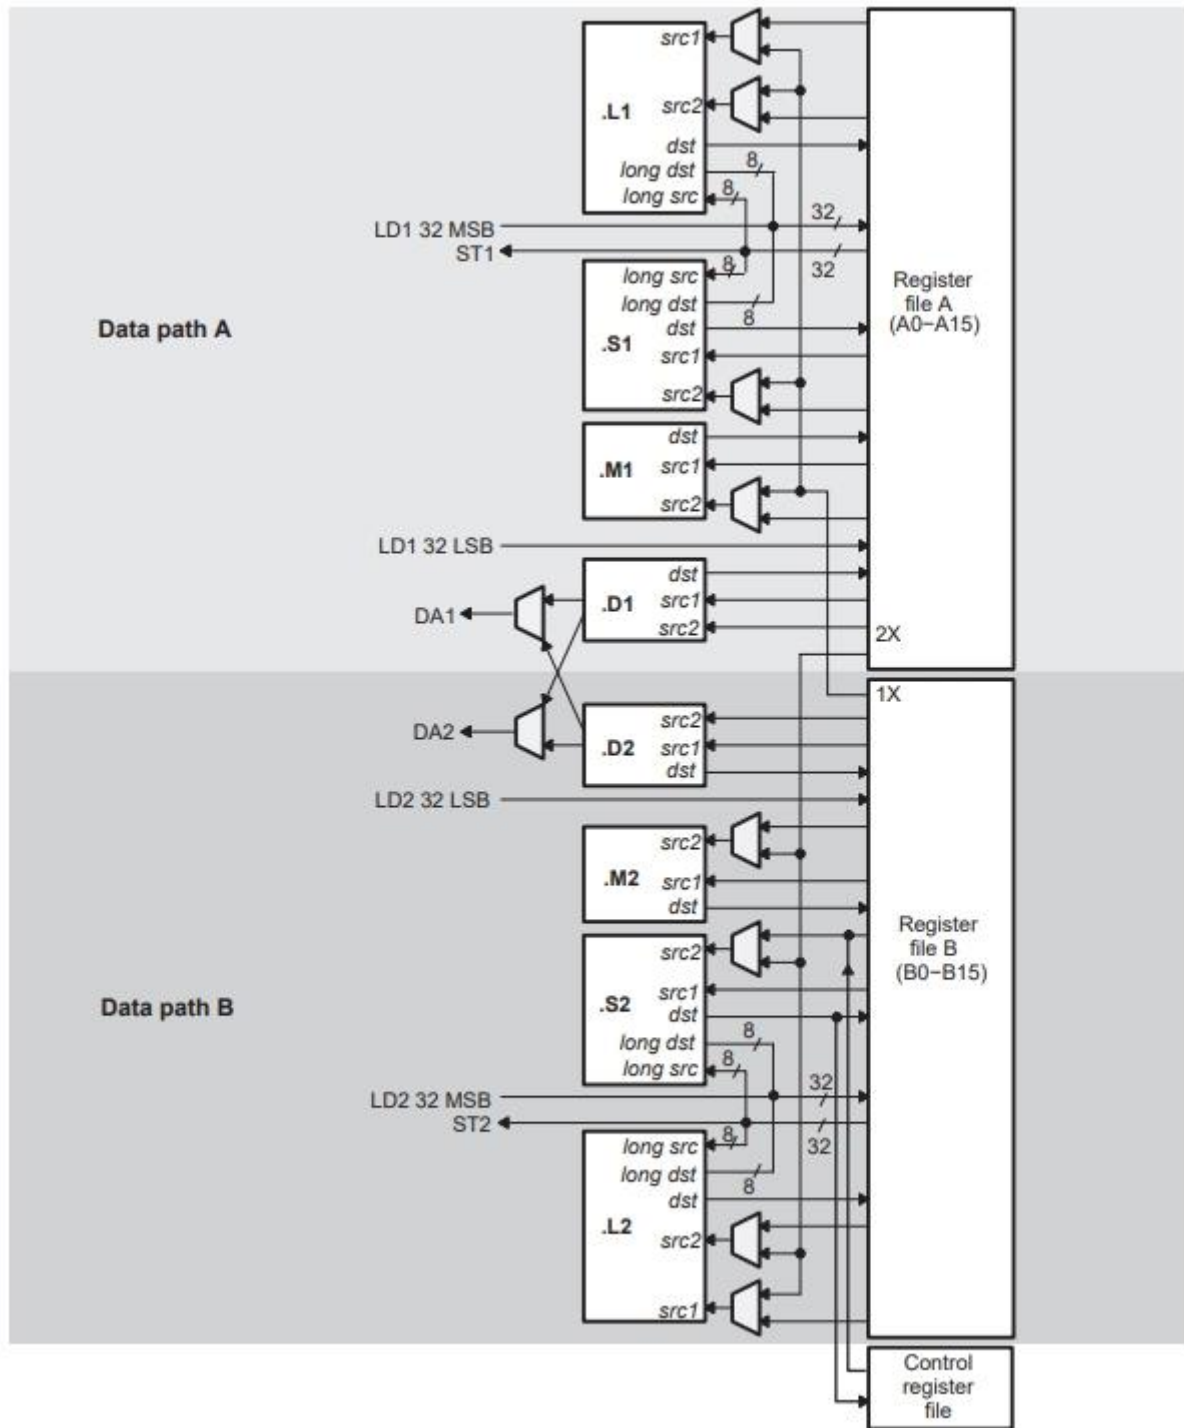 src1
.L1
src2
dst
long dst
8
long src
8
LD1 32 MSB
32
ST1
32
long src
8
long dst
8
Register
file A
(A0−A15)
Data path A
dst
.S1
src1
src2
dst
.M1
src1
src2
LD1 32 LSB
dst
DA1
.D1
src1
src2
2X
1X
DA2
.D2
src2
src1
dst
LD2 32 LSB
src2
.M2
src1
dst
Register
file B
(B0−B15)
src2
Data path B
.S2
src1
dst
long dst
8
long src
8
LD2 32 MSB
32
ST2
32
long src
8
long dst
8
dst
.L2
src2
src1
Control
register
file